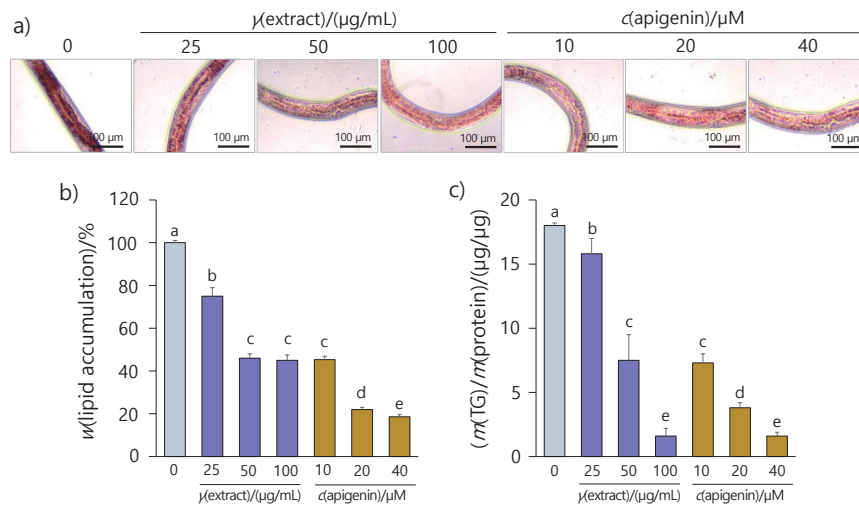 a)
γ(extract)/(µg/mL) c(apigenin)/µM
0 25 50 100 10 20 40
100 µm 100 µm 100 µm 100 µm 100 µm 100 µm 100 µm
b)
w(lipid accumulation)/%
120
100
80
60
40
20
0
a
b
c
c
c
d
e
0 25 50 100 10 20 40
γ(extract)/(µg/mL) c(apigenin)/µM
c)
(m(TG)/m(protein)/(µg/µg)
20
15
10
5
0
a
b
c
e
c
d
e
0 25 50 100 10 20 40
γ(extract)/(µg/mL) c(apigenin)/µM